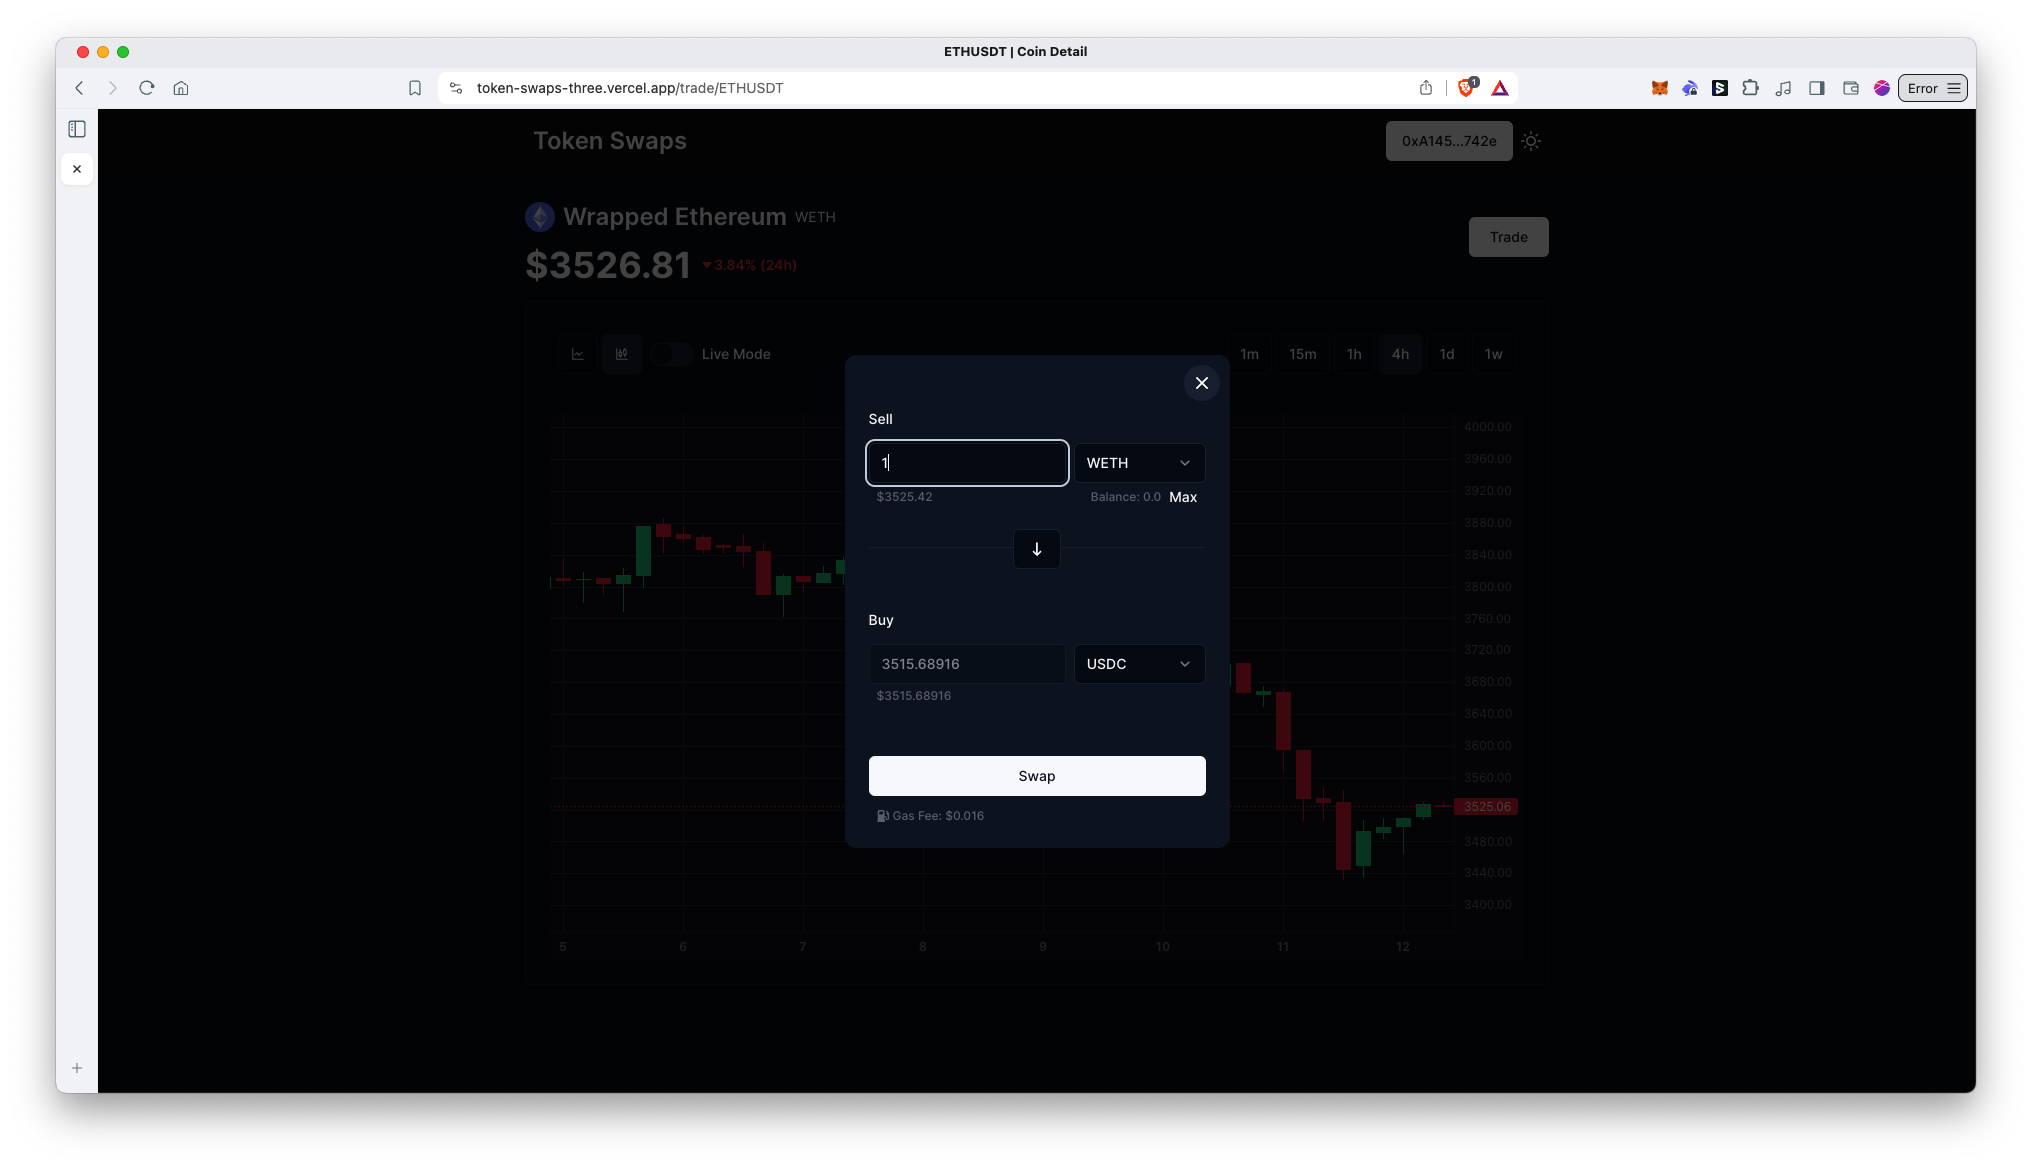 ETHUSDT | Coin Detail
token-swaps-three.vercel.app/trade/ETHUSDT
1
Error
Token Swaps
0xA145...742e
Wrapped Ethereum WETH
$3526.81 3.84% (24h)
Trade
Live Mode
1m 15m 1h 4h 1d 1w
Sell
1 WETH
$3525.42 Balance: 0.0 Max
Buy
3515.68916 USDC
$3515.68916
Swap
Gas Fee: $0.016
4000.00
3960.00
3920.00
3880.00
3840.00
3800.00
3760.00
3720.00
3680.00
3640.00
3600.00
3560.00
3525.06
3480.00
3440.00
3400.00
5 6 7 8 9 10 11 12